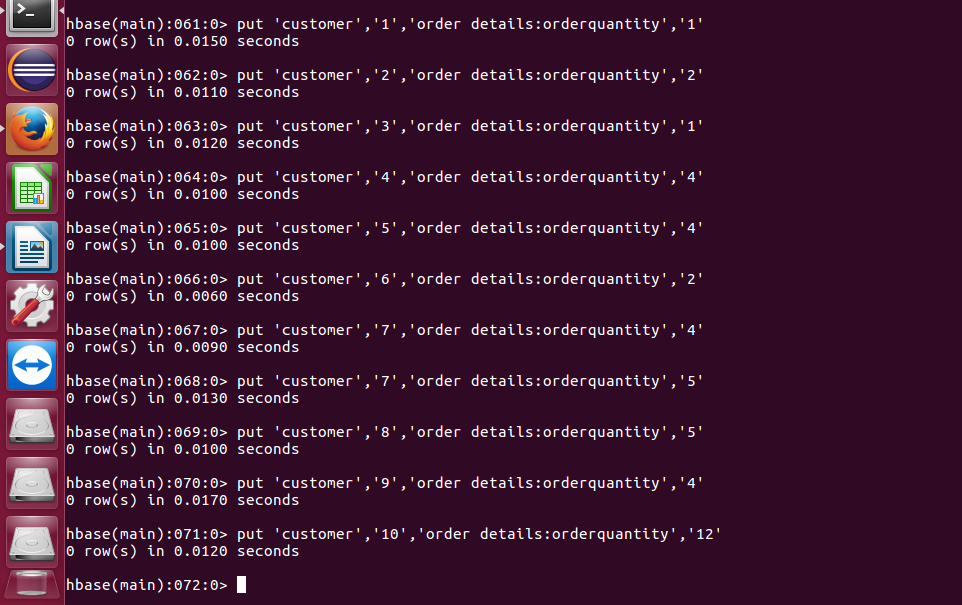 hbase(main):061:0> put 'customer','1','order details:orderquantity','1'
0 row(s) in 0.0150 seconds
hbase(main):062:0> put 'customer','2','order details:orderquantity','2'
0 row(s) in 0.0110 seconds
hbase(main):063:0> put 'customer','3','order details:orderquantity','1'
0 row(s) in 0.0120 seconds
hbase(main):064:0> put 'customer','4','order details:orderquantity','4'
0 row(s) in 0.0100 seconds
hbase(main):065:0> put 'customer','5','order details:orderquantity','4'
0 row(s) in 0.0100 seconds
hbase(main):066:0> put 'customer','6','order details:orderquantity','2'
0 row(s) in 0.0060 seconds
hbase(main):067:0> put 'customer','7','order details:orderquantity','4'
0 row(s) in 0.0090 seconds
hbase(main):068:0> put 'customer','7','order details:orderquantity','5'
0 row(s) in 0.0130 seconds
hbase(main):069:0> put 'customer','8','order details:orderquantity','5'
0 row(s) in 0.0100 seconds
hbase(main):070:0> put 'customer','9','order details:orderquantity','4'
0 row(s) in 0.0170 seconds
hbase(main):071:0> put 'customer','10','order details:orderquantity','12'
0 row(s) in 0.0120 seconds
hbase(main):072:0>